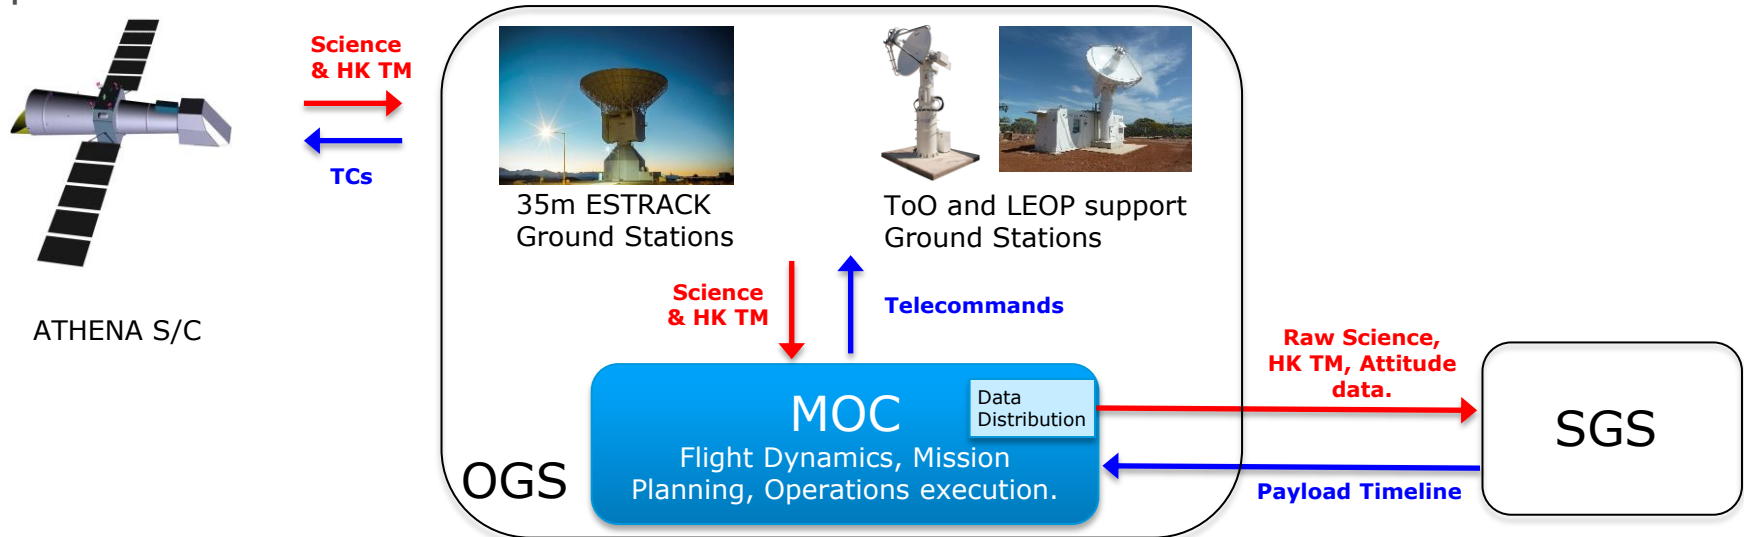 Science
& HK TM
TCs
ATHENA S/C
35m ESTRACK
Ground Stations
ToO and LEOP support
Ground Stations
Science
& HK TM
Telecommands
MOC
Data
Distribution
Flight Dynamics, Mission
Planning, Operations execution.
OGS
Raw Science,
HK TM, Attitude
data.
Payload Timeline
SGS